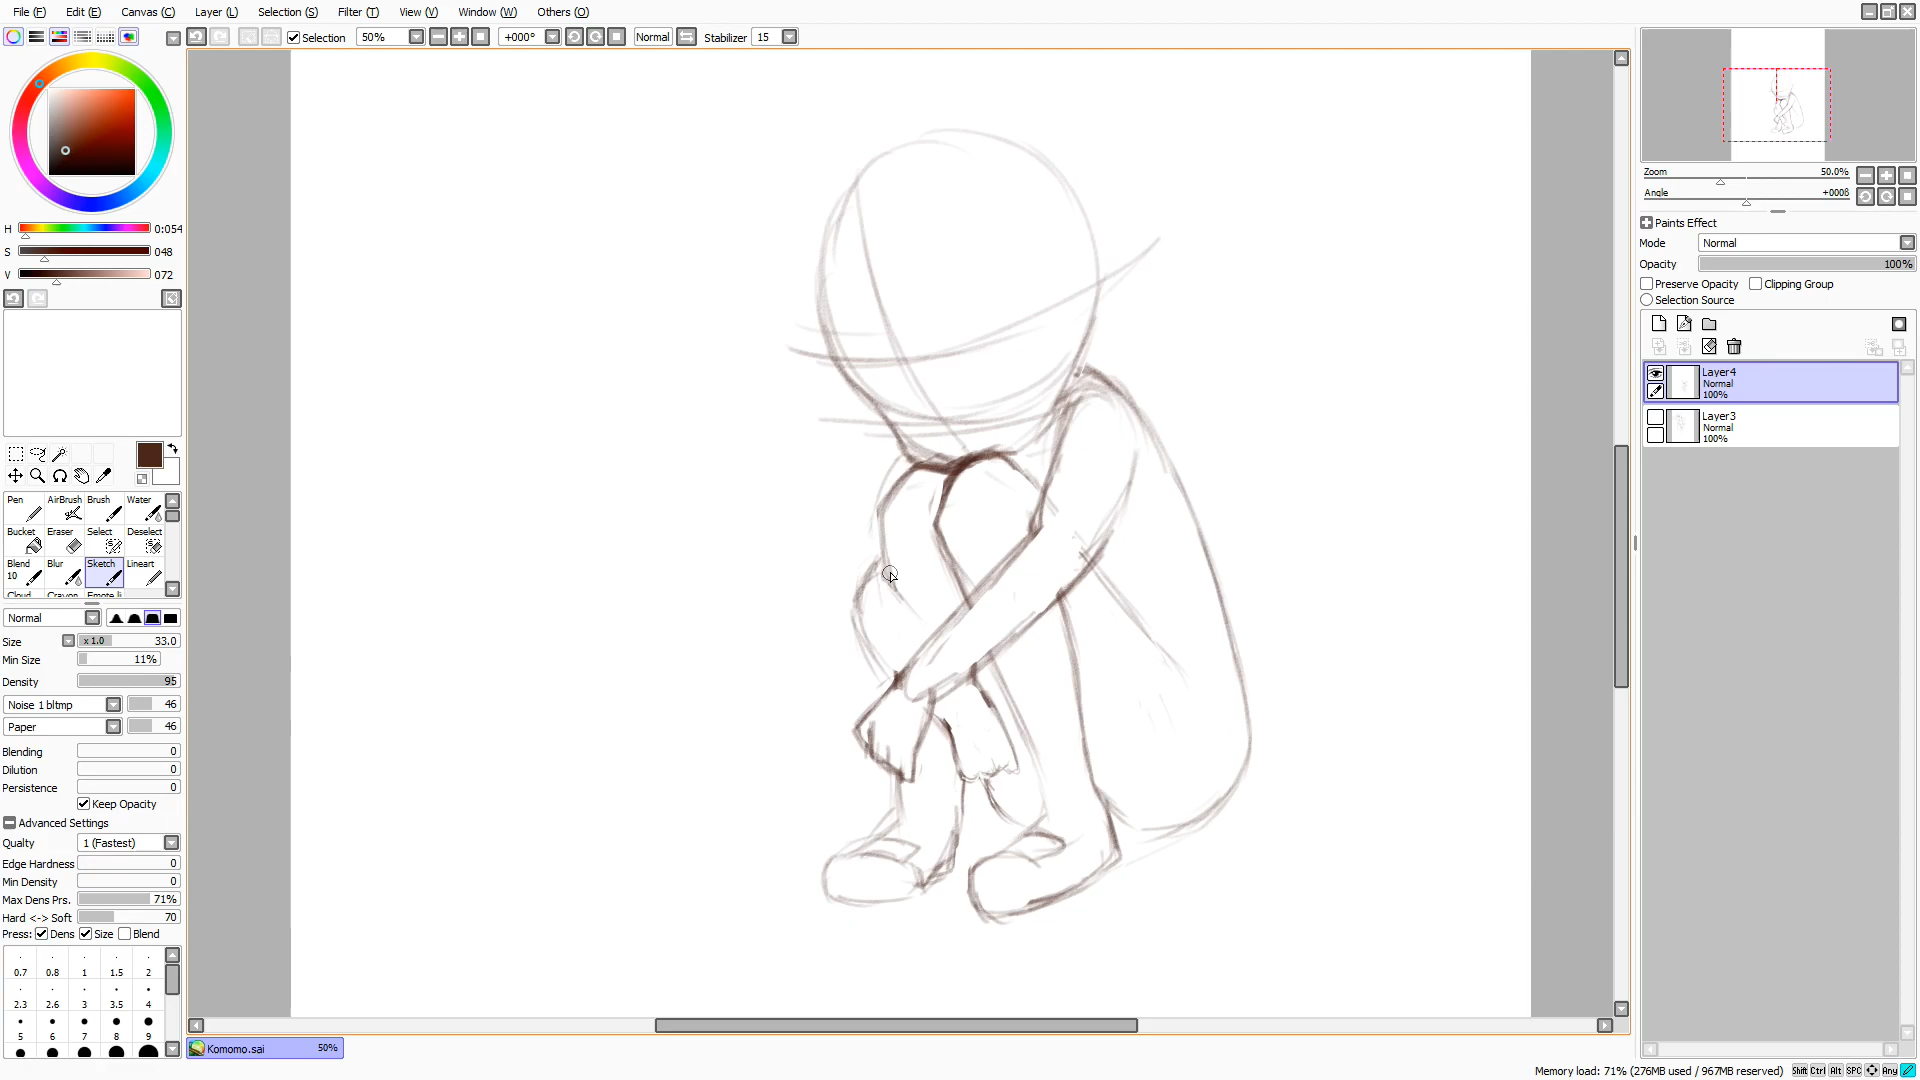 File (F) Edit (E) Canvas (C) Layer (L) Selection (S) Filter (T) View (V) Window (W) Others (O)
Selection 50% +000° Normal Stabilizer 15
H 0:054
S 048
V 072
Pen AirBrush Brush Water
Bucket Eraser Select Deselect
Blend Blur Sketch Lineart
10
Cloud Crayon Emote li
Normal
Size x 1.0 33.0
Min Size 11%
Density 95
Noise 1 bltmp 46
Paper 46
Blending 0
Dilution 0
Persistence 0
Keep Opacity
Advanced Settings
Qualty 1 (Fastest)
Edge Hardness 0
Min Density 0
Max Dens Prs. 71%
Hard <-> Soft 70
Press: Dens Size Blend
0.7 0.8 1 1.5 2
2.3 2.6 3 3.5 4
5 6 7 8 9
Komomo.sai 50%
Zoom 50.0%
Angle +000ß
Paints Effect
Mode Normal
Opacity 100%
Preserve Opacity Clipping Group
Selection Source
Layer4
Normal
100%
Layer3
Normal
100%
Memory load: 71% (276MB used / 967MB reserved) Shift Ctrl Alt SPC Any